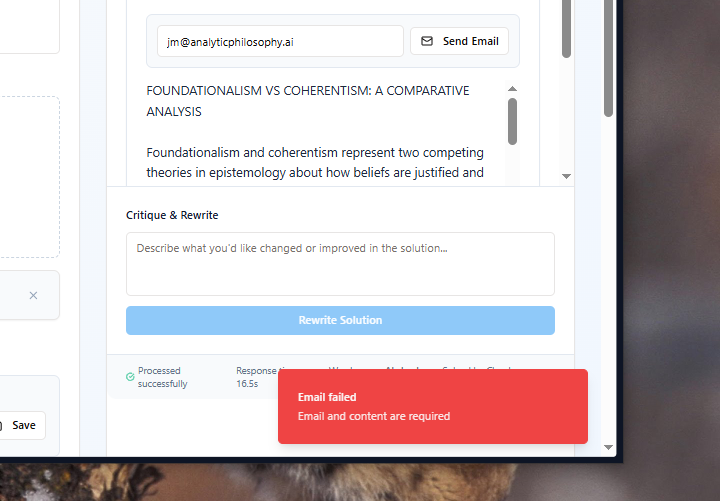 jm@analyticphilosophy.ai
Send Email
FOUNDATIONALISM VS COHERENTISM: A COMPARATIVE
ANALYSIS
Foundationalism and coherentism represent two competing
theories in epistemology about how beliefs are justified and
Critique & Rewrite
Describe what you'd like changed or improved in the solution...
Rewrite Solution
Processed
successfully
Response
16.5s
Email failed
Email and content are required
Save